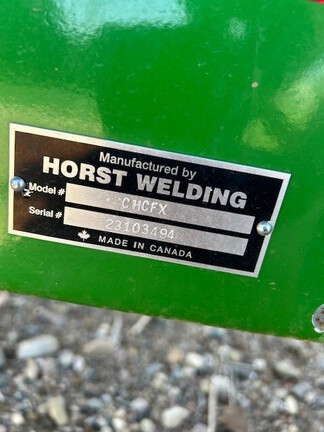 Manufactured by
HORST WELDING
Model # CHCFX
Serial # 23103494
MADE IN CANADA